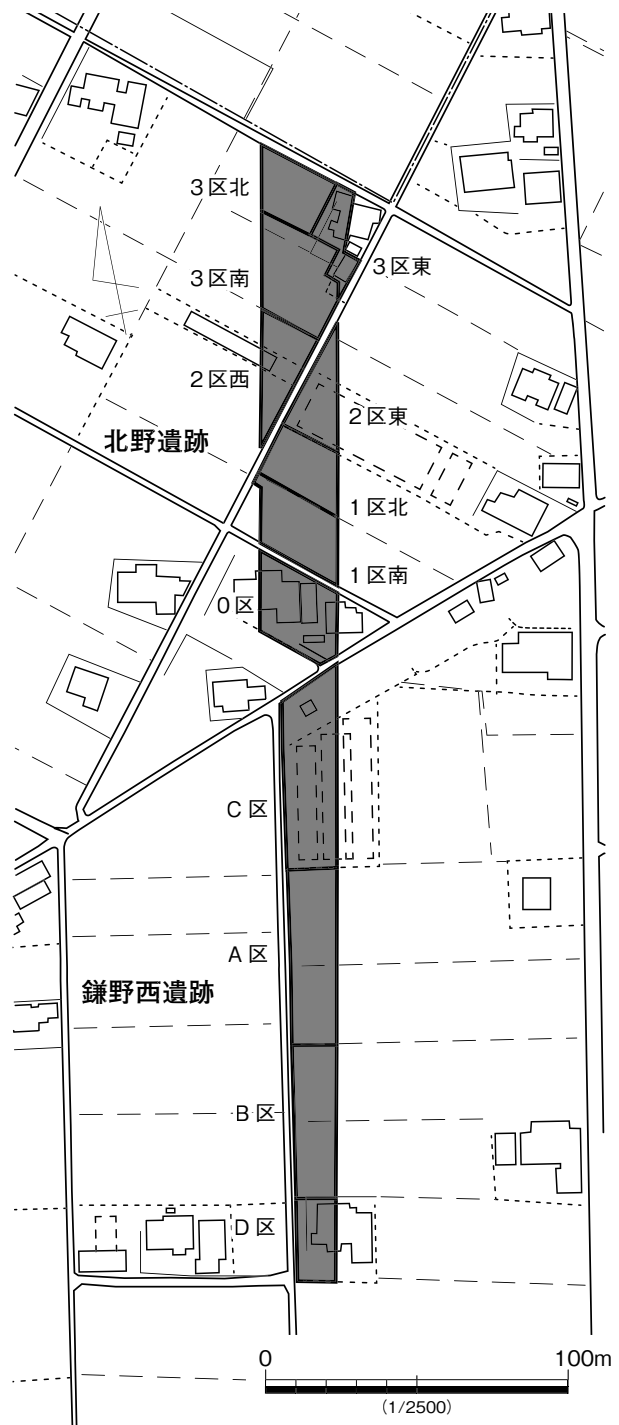 3区北
3区東
3区南
2区西
2区東
北野遺跡
1区北
1区南
0区
C区
A区
鎌野西遺跡
B区
D区
0 100m
(1/2500)